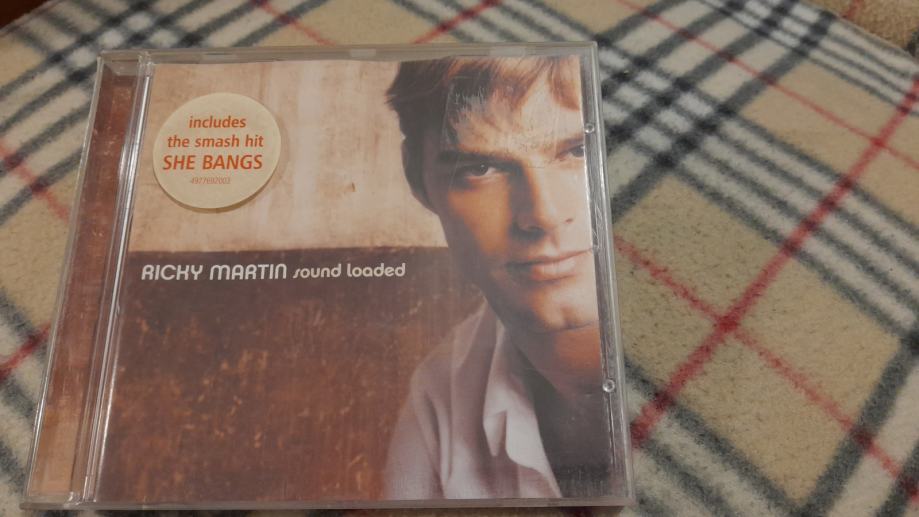 includes
the smash hit
SHE BANGS
4977692003
RICKY MARTIN sound loaded